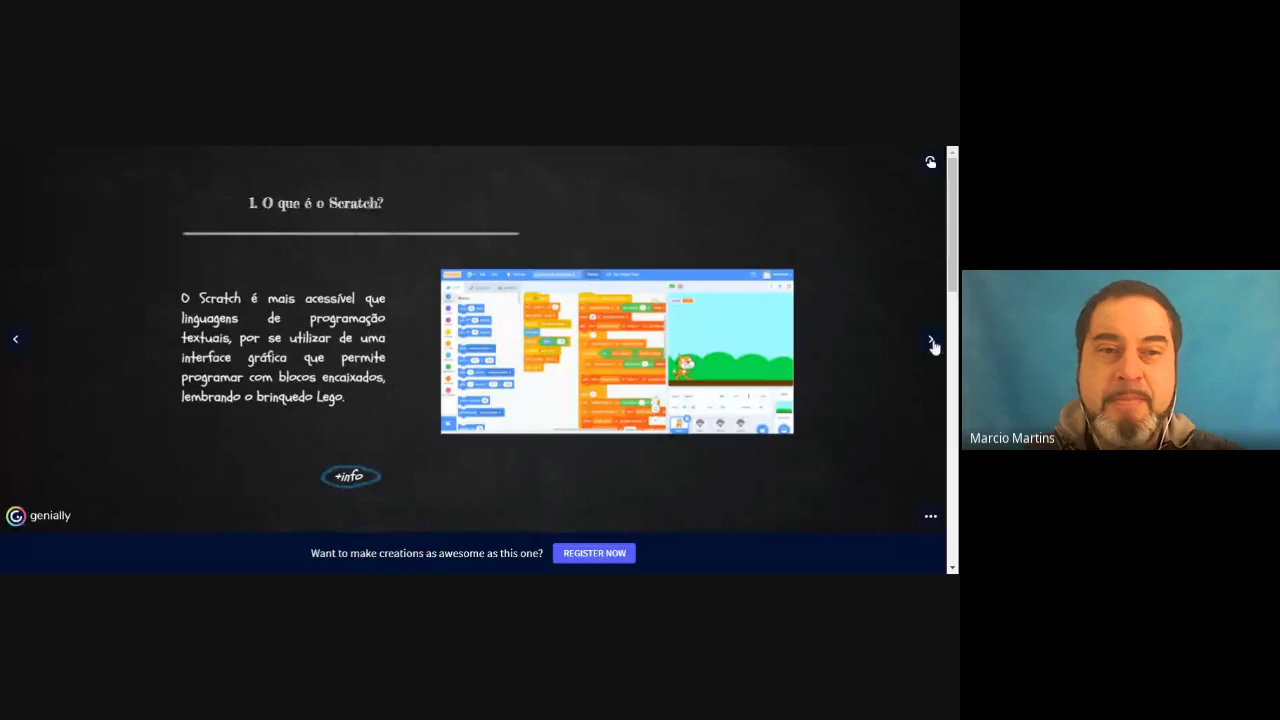 1. O que é o Scratch?
O Scratch é mais acessível que
linguagens de programação
textuais, por se utilizar de uma
interface gráfica que permite
programar com blocos encaixados,
lembrando o brinquedo Lego.
+info
genially
Want to make creations as awesome as this one?
REGISTER NOW
Marcio Martins